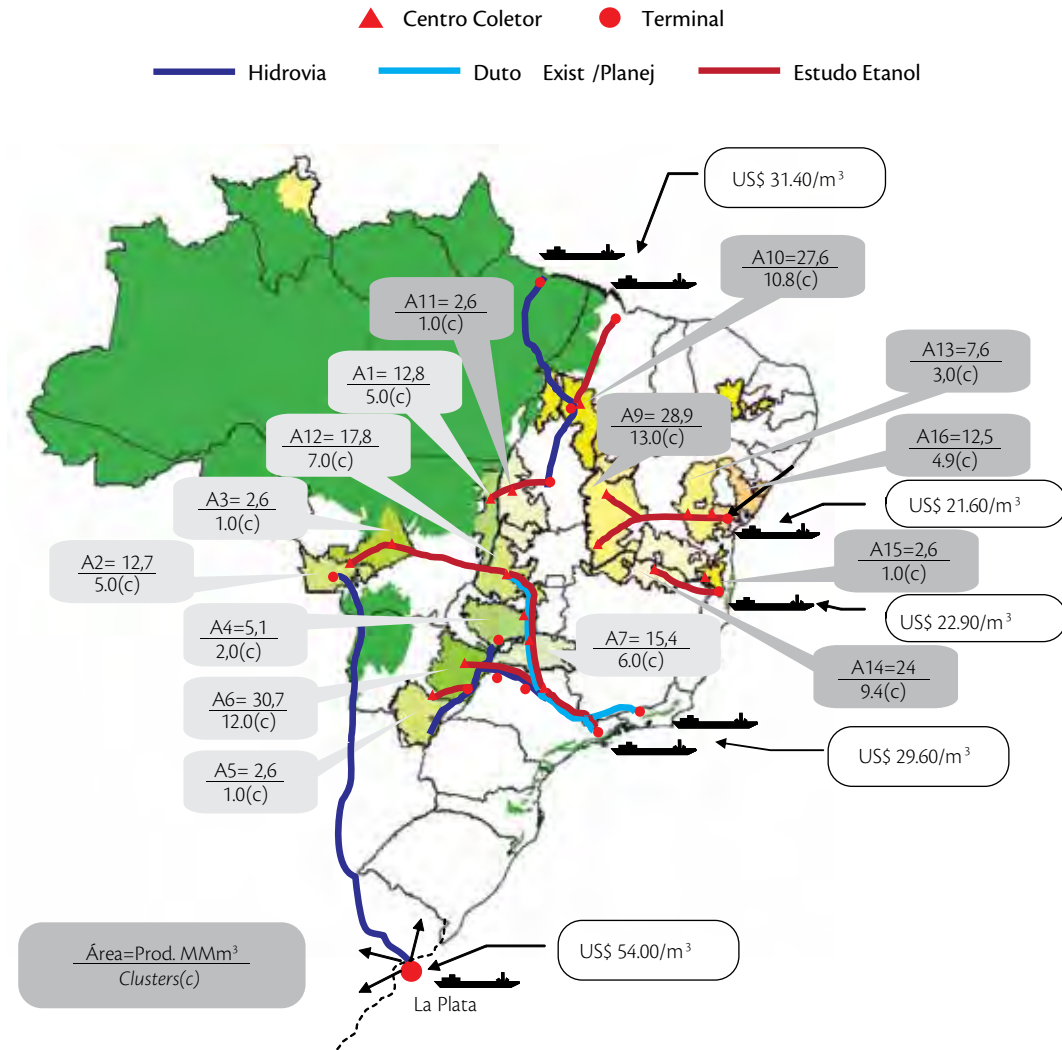 Centro Coletor
Terminal
Hidrovia
Duto Exist /Planej
Estudo Etanol
US$ 31.40/m³
A10=27,6
10.8(c)
A11= 2,6
1.0(c)
A13=7,6
3,0(c)
A1= 12,8
5.0(c)
A9= 28,9
13.0(c)
A12= 17,8
7.0(c)
A16=12,5
4.9(c)
A3= 2,6
1.0(c)
US$ 21.60/m³
A2= 12,7
5.0(c)
A15=2,6
1.0(c)
US$ 22.90/m³
A4=5,1
2,0(c)
A7= 15,4
6.0(c)
A14=24
9.4(c)
A6= 30,7
12.0(c)
US$ 29.60/m³
A5= 2,6
1.0(c)
Área=Prod. MMm³
Clusters(c)
US$ 54.00/m³
La Plata